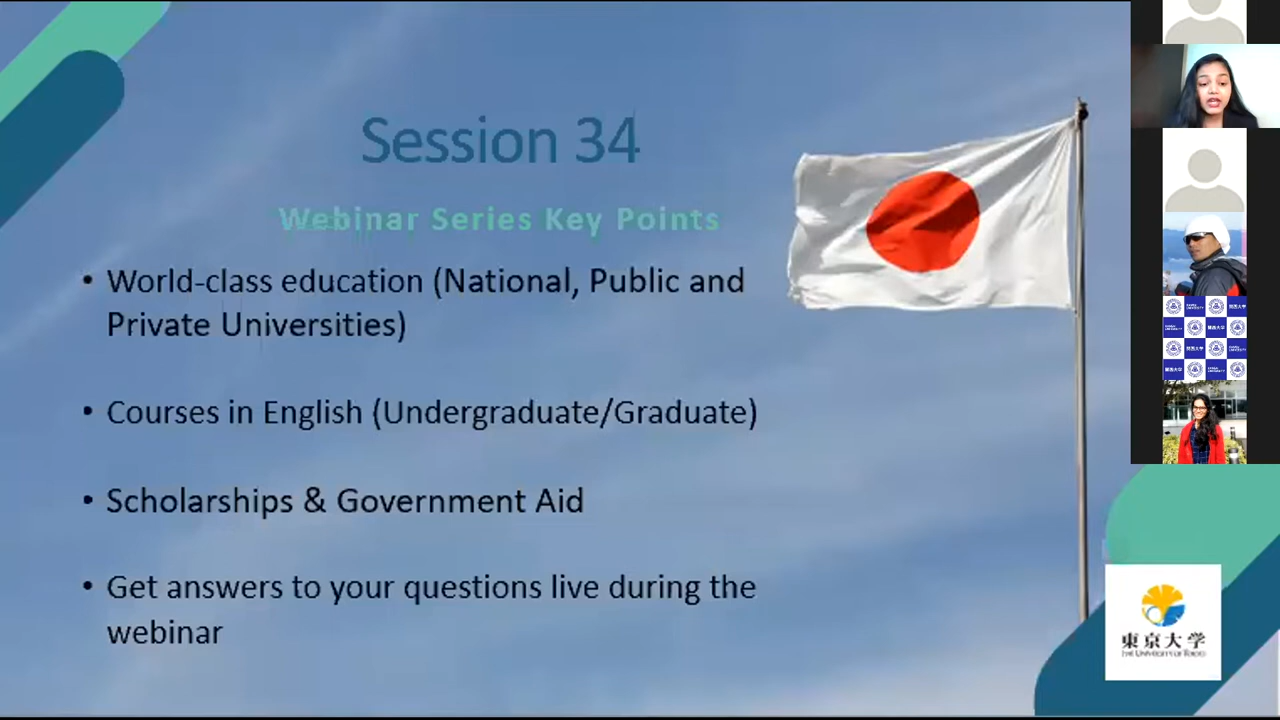 Session 34
Webinar Series Key Points
• World-class education (National, Public and
Private Universities)
• Courses in English (Undergraduate/Graduate)
• Scholarships & Government Aid
• Get answers to your questions live during the
webinar
東京大学
THE UNIVERSITY OF TOKYO